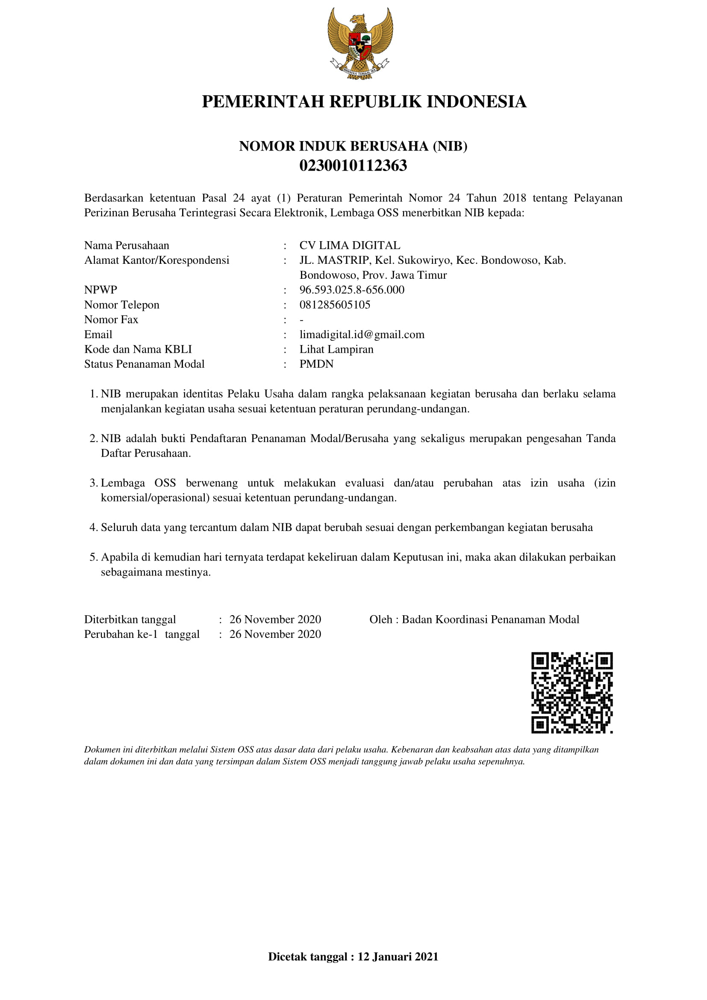 BHINNEKA TUNGGAL IKA
PEMERINTAH REPUBLIK INDONESIA
NOMOR INDUK BERUSAHA (NIB)
0230010112363
Berdasarkan ketentuan Pasal 24 ayat (1) Peraturan Pemerintah Nomor 24 Tahun 2018 tentang Pelayanan
Perizinan Berusaha Terintegrasi Secara Elektronik, Lembaga OSS menerbitkan NIB kepada:
Nama Perusahaan : CV LIMA DIGITAL
Alamat Kantor/Korespondensi : JL. MASTRIP, Kel. Sukowiryo, Kec. Bondowoso, Kab.
Bondowoso, Prov. Jawa Timur
NPWP : 96.593.025.8-656.000
Nomor Telepon : 081285605105
Nomor Fax : -
Email : limadigital.id@gmail.com
Kode dan Nama KBLI : Lihat Lampiran
Status Penanaman Modal : PMDN
1. NIB merupakan identitas Pelaku Usaha dalam rangka pelaksanaan kegiatan berusaha dan berlaku selama
menjalankan kegiatan usaha sesuai ketentuan peraturan perundang-undangan.
2. NIB adalah bukti Pendaftaran Penanaman Modal/Berusaha yang sekaligus merupakan pengesahan Tanda
Daftar Perusahaan.
3. Lembaga OSS berwenang untuk melakukan evaluasi dan/atau perubahan atas izin usaha (izin
komersial/operasional) sesuai ketentuan perundang-undangan.
4. Seluruh data yang tercantum dalam NIB dapat berubah sesuai dengan perkembangan kegiatan berusaha
5. Apabila di kemudian hari ternyata terdapat kekeliruan dalam Keputusan ini, maka akan dilakukan perbaikan
sebagaimana mestinya.
Diterbitkan tanggal : 26 November 2020 Oleh : Badan Koordinasi Penanaman Modal
Perubahan ke-1 tanggal : 26 November 2020
Dokumen ini diterbitkan melalui Sistem OSS atas dasar data dari pelaku usaha. Kebenaran dan keabsahan atas data yang ditampilkan
dalam dokumen ini dan data yang tersimpan dalam Sistem OSS menjadi tanggung jawab pelaku usaha sepenuhnya.
Dicetak tanggal : 12 Januari 2021